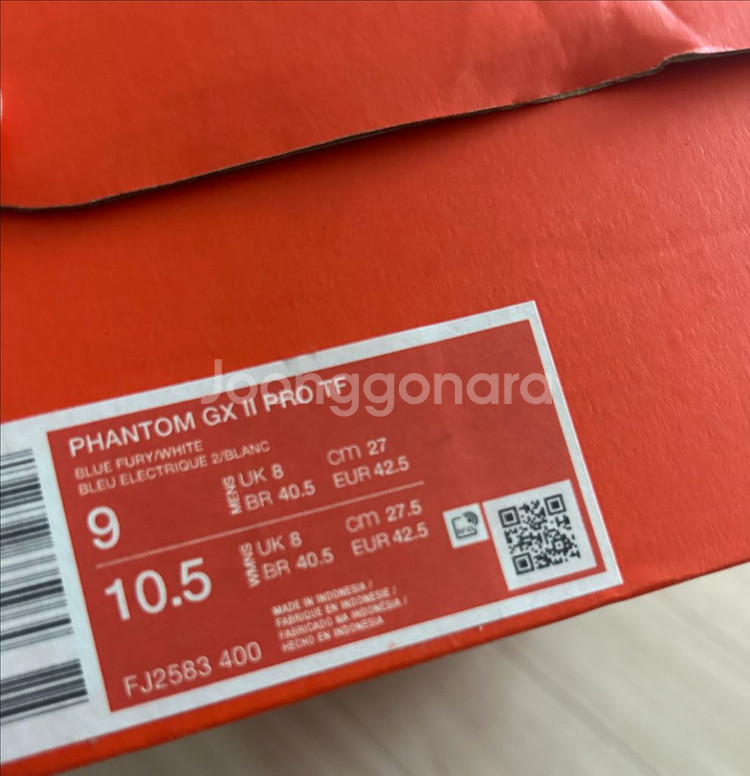 Joonggonara
PHANTOM GX II PRO TF
BLUE FURY/WHITE
BLEU ELECTRIQUE 2/BLANC
9 MENS UK 8 cm 27
BR 40.5 EUR 42.5
10.5 WMNS UK 8 cm 27.5
BR 40.5 EUR 42.5
MADE IN INDONESIA /
FABRIQUE EN INDONESIE /
FABRICADO NA INDONESIA /
HECHO EN INDONESIA
FJ2583 400